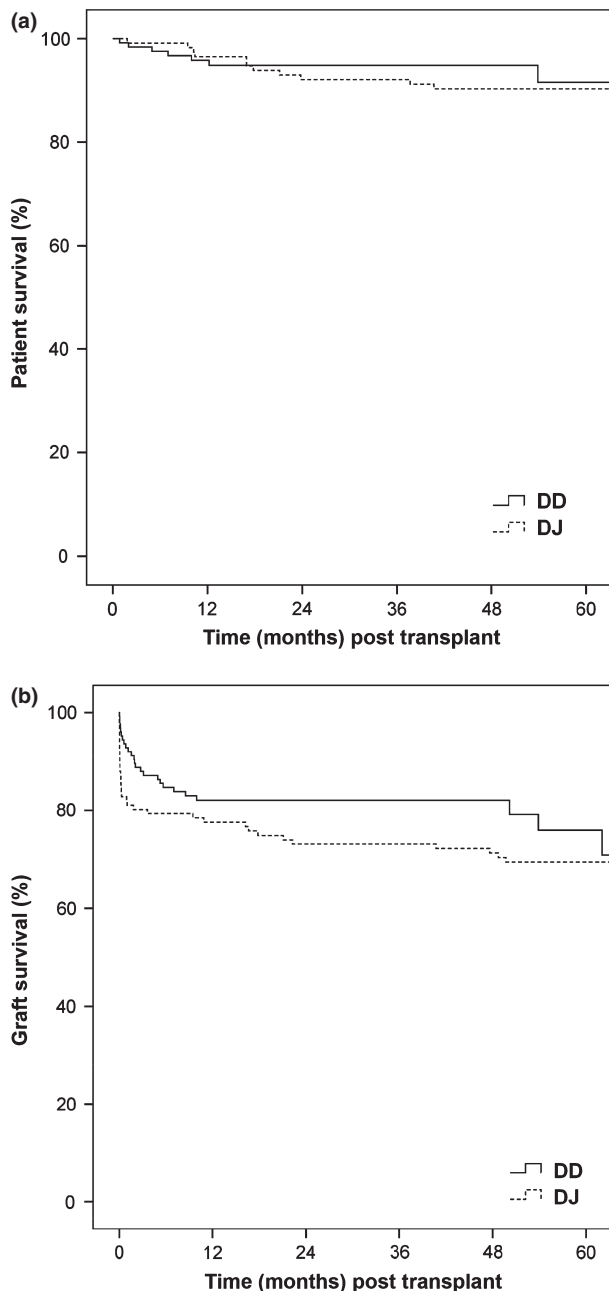 (a)
100
80
60
40
20
0
Patient survival (%)
DD
DJ
0 12 24 36 48 60
Time (months) post transplant
(b)
100
80
60
40
20
0
Graft survival (%)
DD
DJ
0 12 24 36 48 60
Time (months) post transplant